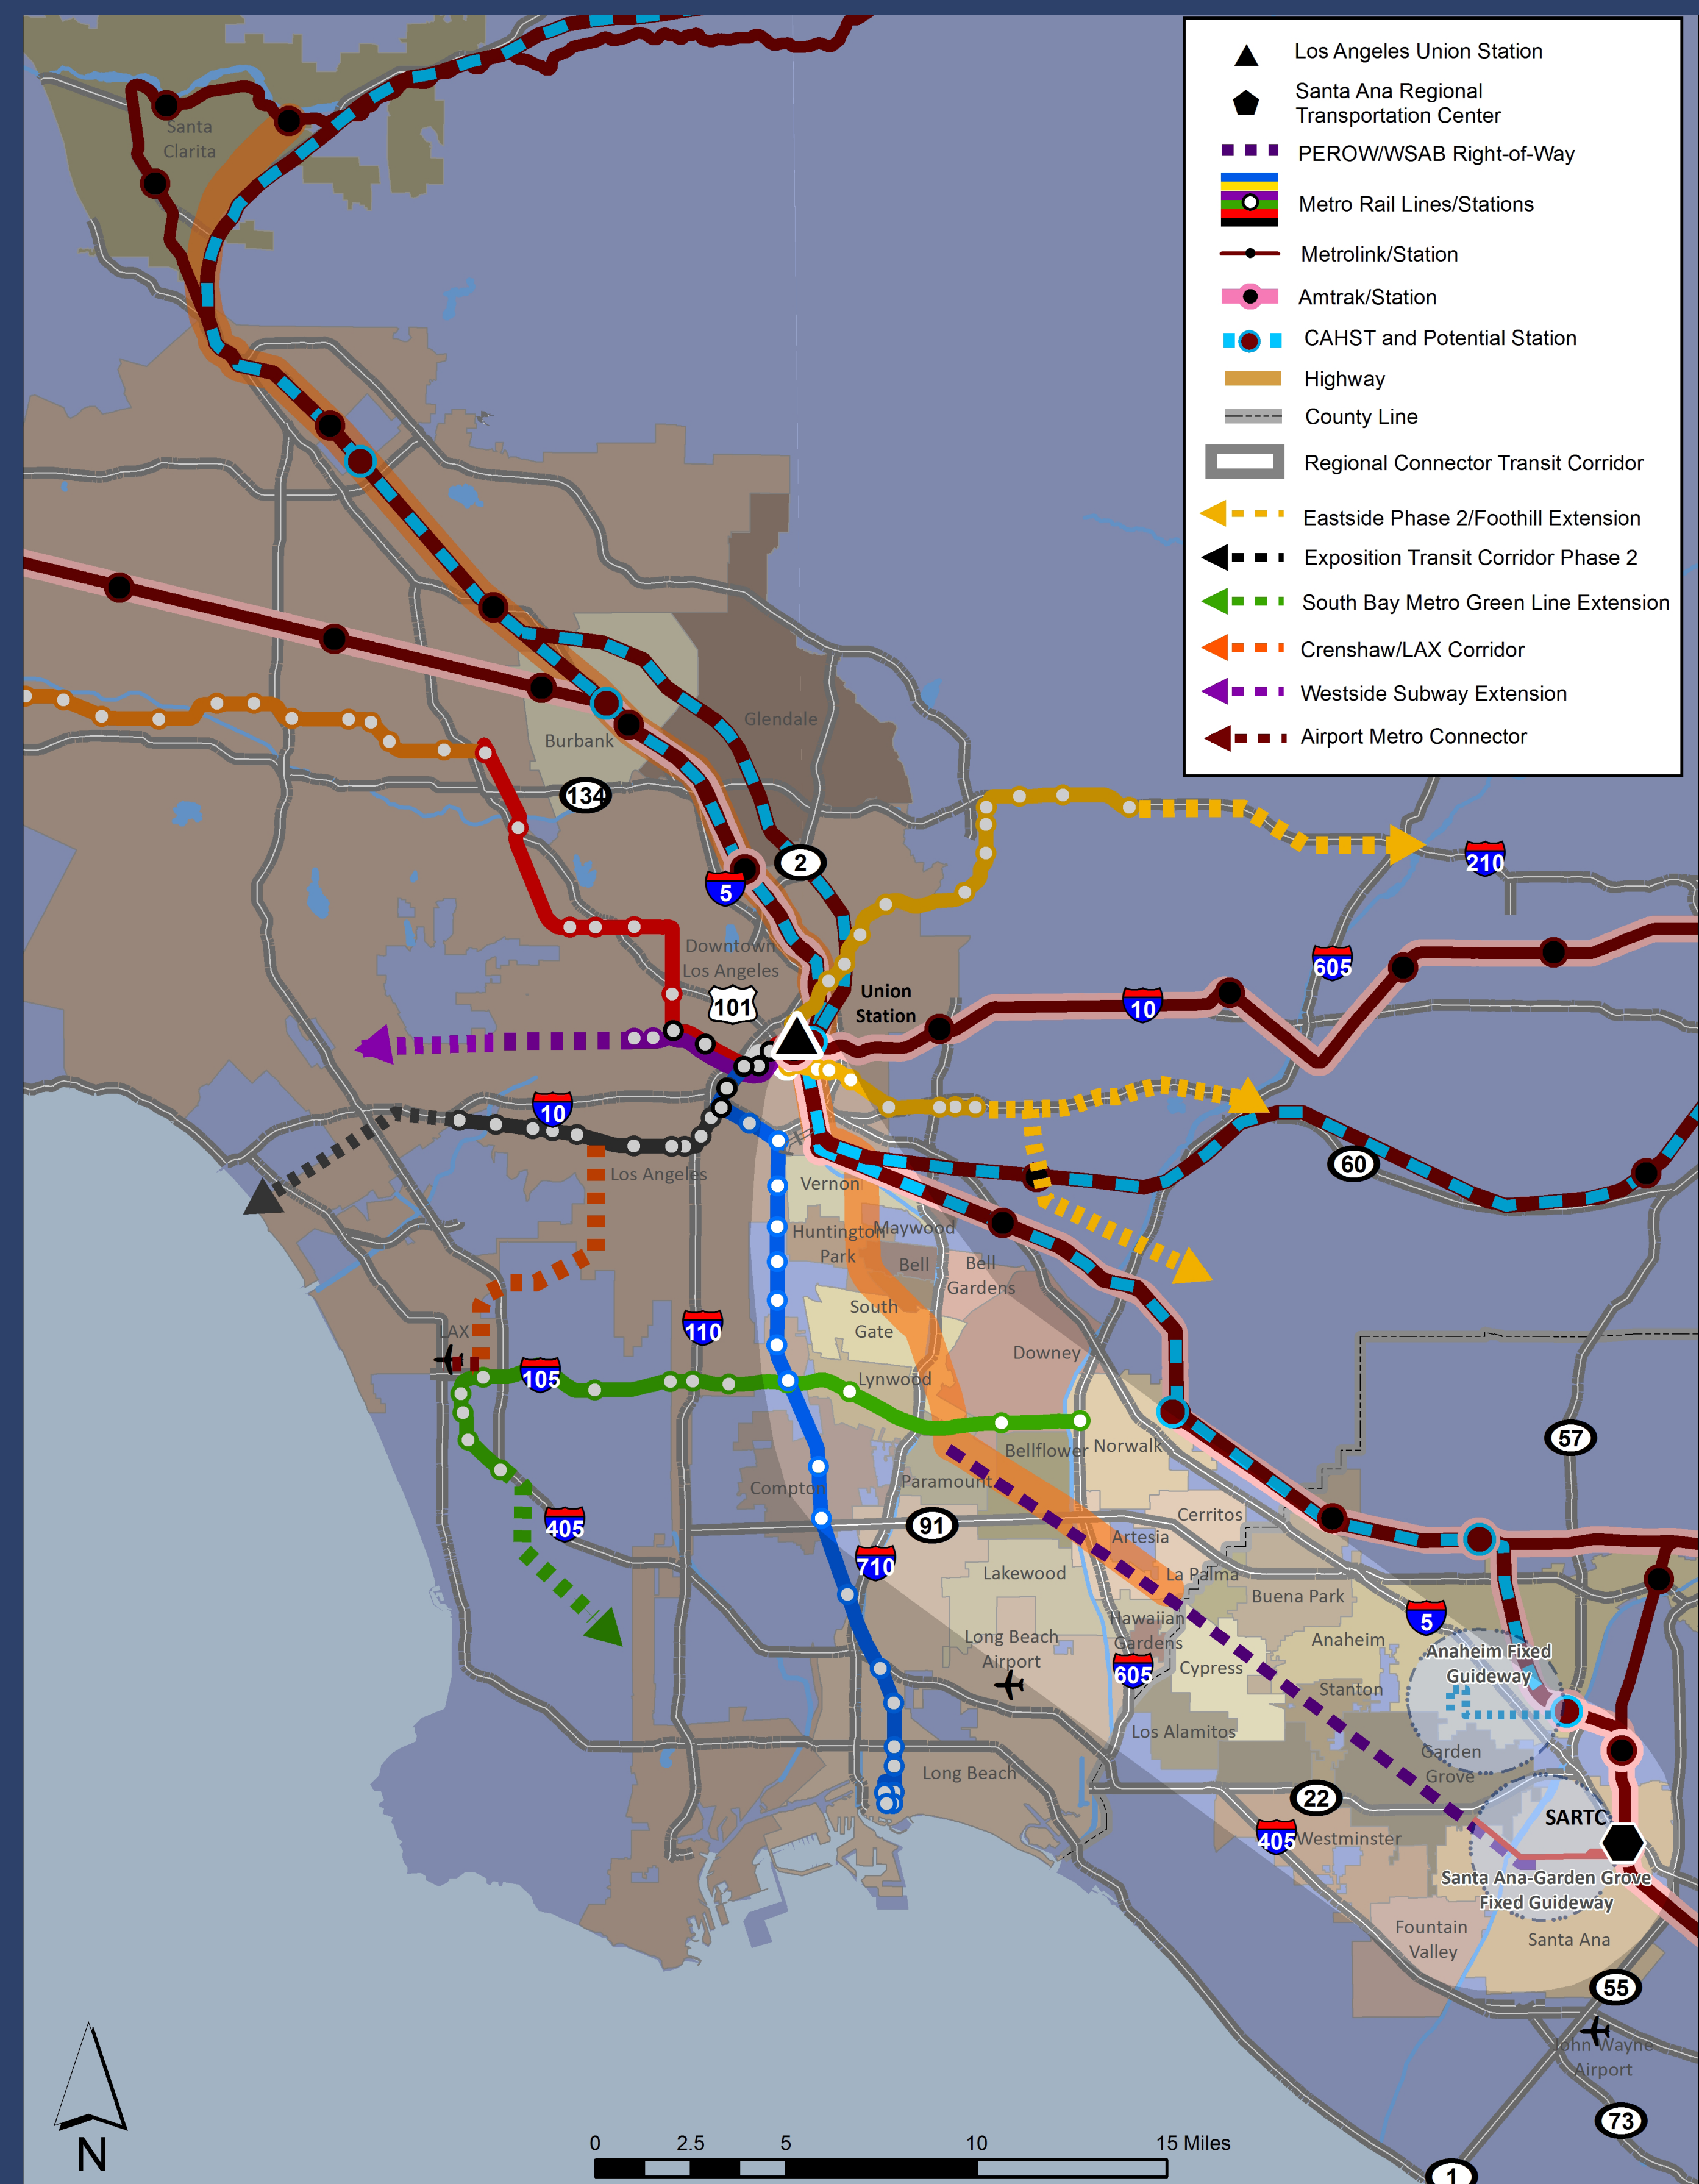 Los Angeles Union Station
Santa Ana Regional
Transportation Center
PEROW/WSAB Right-of-Way
Metro Rail Lines/Stations
Metrolink/Station
Amtrak/Station
CAHST and Potential Station
Highway
County Line
Regional Connector Transit Corridor
Eastside Phase 2/Foothill Extension
Exposition Transit Corridor Phase 2
South Bay Metro Green Line Extension
Crenshaw/LAX Corridor
Westside Subway Extension
Airport Metro Connector
Santa
Clarita
Glendale
Burbank
134
2
5
210
Downtown
Los Angeles
101
Union
Station
605
10
10
60
Los Angeles
Vernon
Huntington
Park
Maywood
Bell
Bell
Gardens
South
Gate
LAX
110
105
Downey
Lynwood
57
Bellflower
Norwalk
Paramount
Compton
405
91
Cerritos
Artesia
710
Lakewood
La Palma
Buena Park
5
Hawaiian
Gardens
Long Beach
Airport
605
Anaheim
Anaheim Fixed
Guideway
Cypress
Stanton
Los Alamitos
Garden
Grove
Long Beach
22
SARTC
405
Westminster
Santa Ana-Garden Grove
Fixed Guideway
Fountain
Valley
Santa Ana
55
John Wayne
Airport
73
1
N
0
2.5
5
10
15 Miles